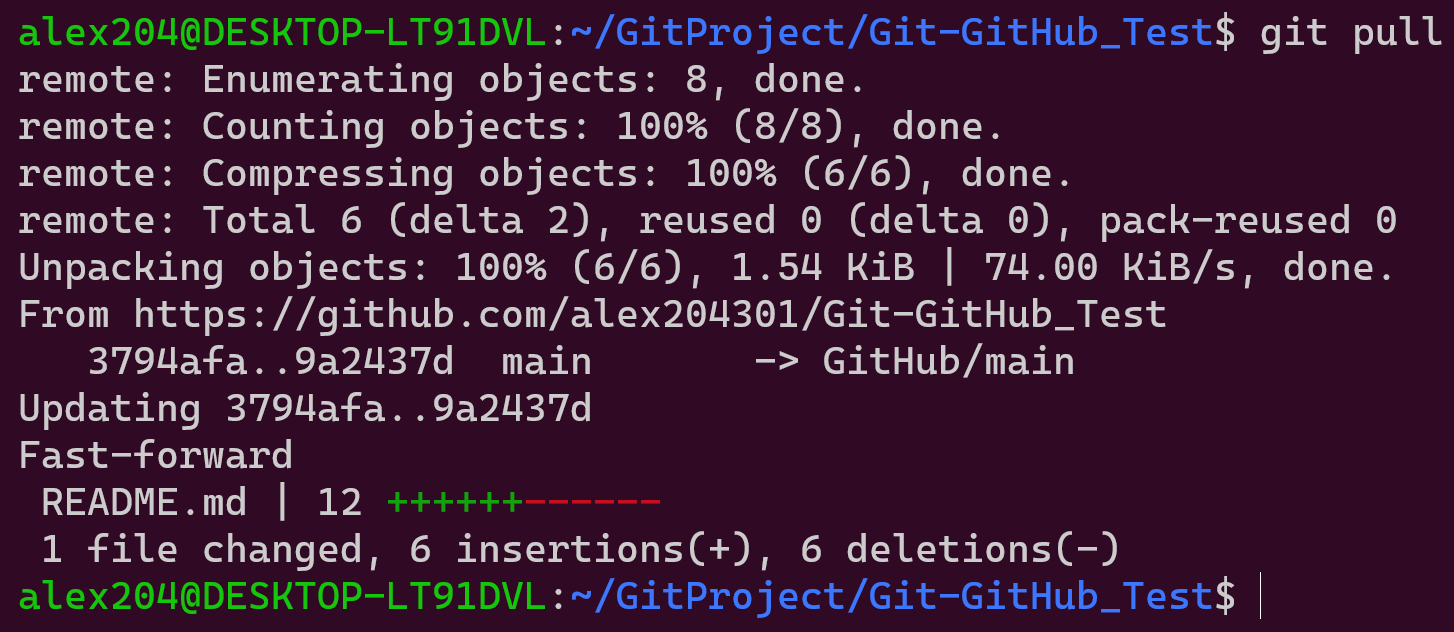 alex204@DESKTOP-LT91DVL:~/GitProject/Git-GitHub_Test$ git pull
remote: Enumerating objects: 8, done.
remote: Counting objects: 100% (8/8), done.
remote: Compressing objects: 100% (6/6), done.
remote: Total 6 (delta 2), reused 0 (delta 0), pack-reused 0
Unpacking objects: 100% (6/6), 1.54 KiB | 74.00 KiB/s, done.
From https://github.com/alex204301/Git-GitHub_Test
   3794afa..9a2437d  main       -> GitHub/main
Updating 3794afa..9a2437d
Fast-forward
 README.md | 12 ++++++------
 1 file changed, 6 insertions(+), 6 deletions(-)
alex204@DESKTOP-LT91DVL:~/GitProject/Git-GitHub_Test$